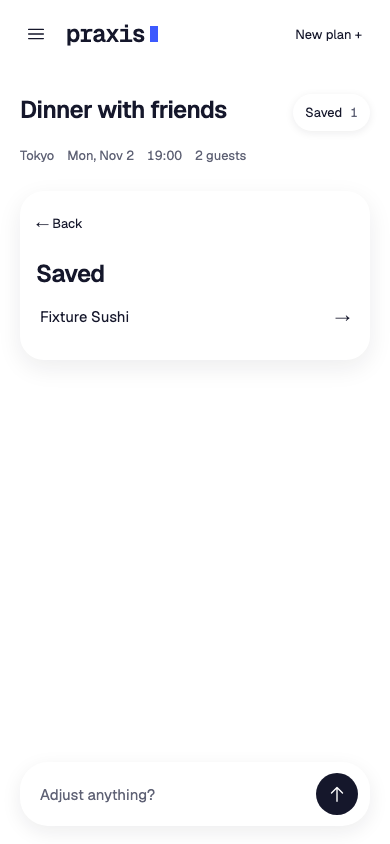 praxis
New plan +
Dinner with friends
Saved 1
Tokyo Mon, Nov 2 19:00 2 guests
← Back
Saved
Fixture Sushi →
Adjust anything?